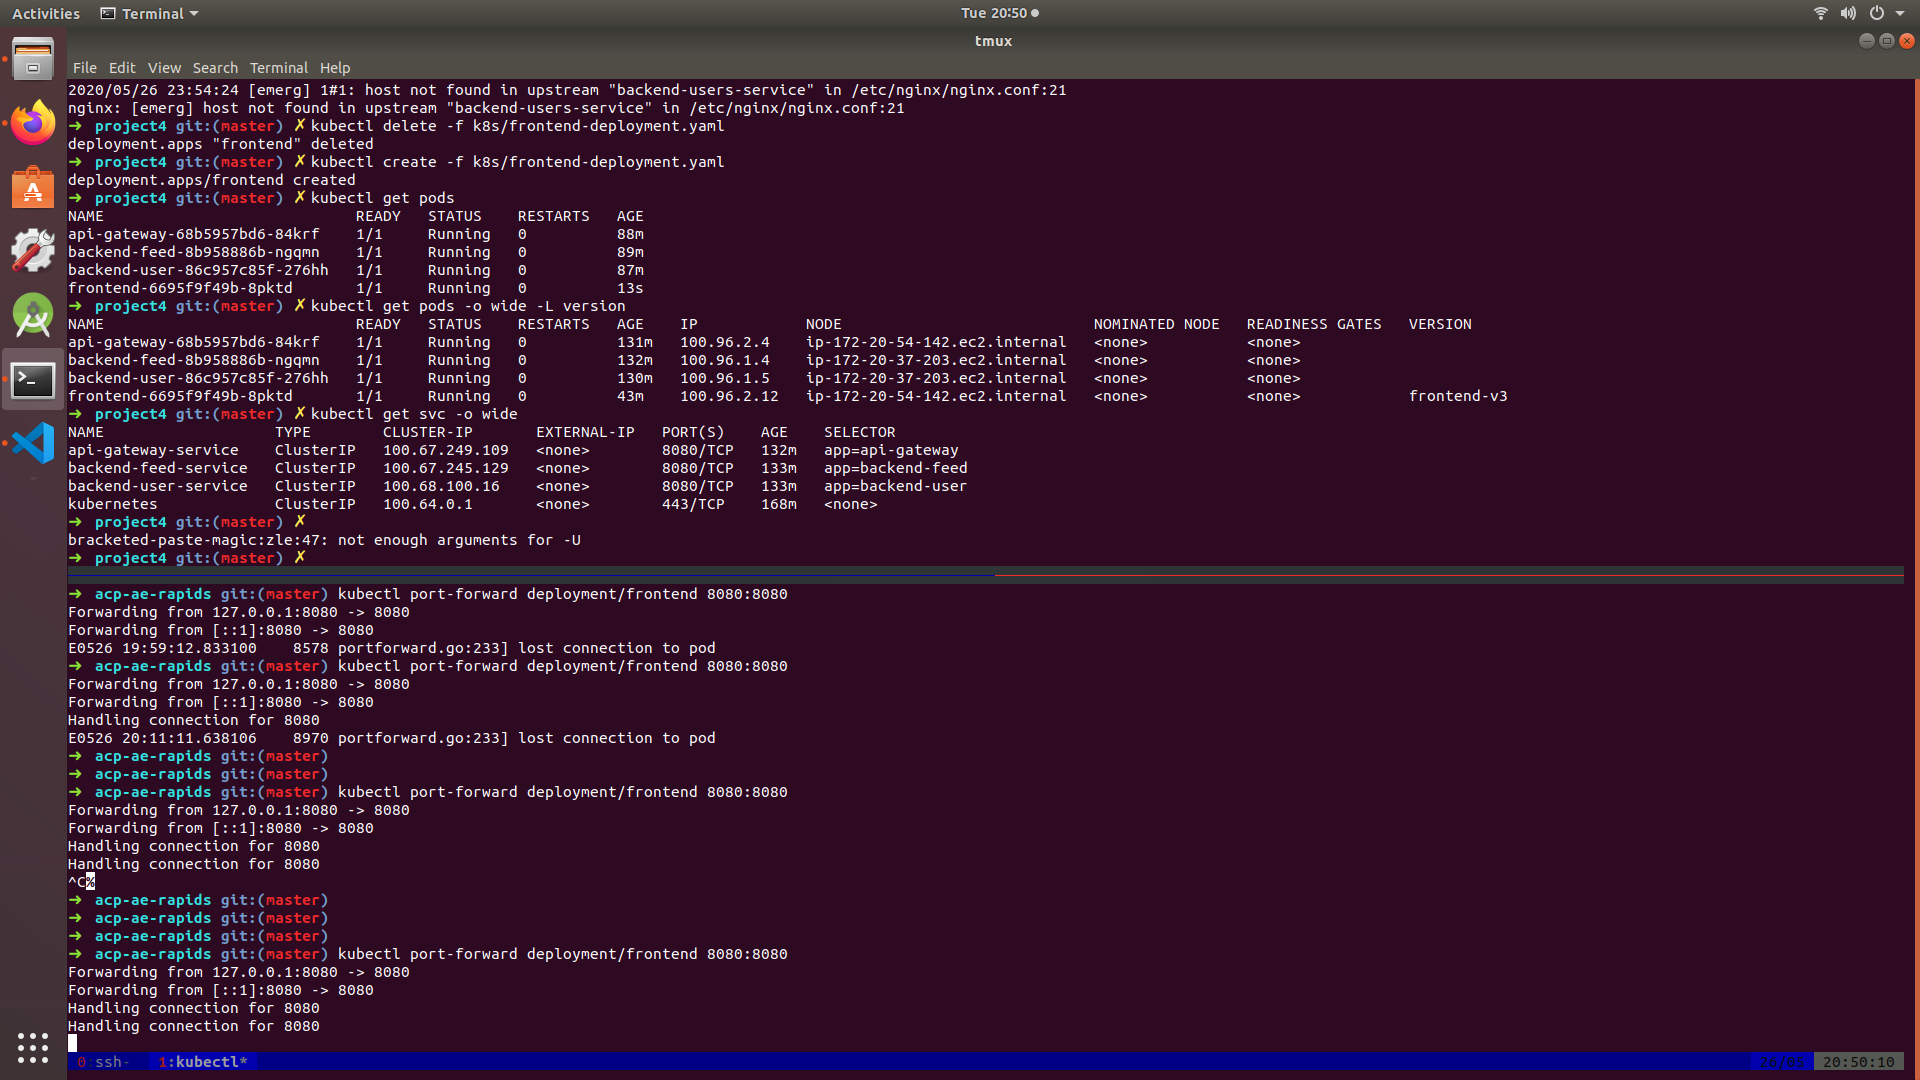 Activities Terminal Tue 20:50
tmux
File Edit View Search Terminal Help
2020/05/26 23:54:24 [emerg] 1#1: host not found in upstream "backend-users-service" in /etc/nginx/nginx.conf:21
nginx: [emerg] host not found in upstream "backend-users-service" in /etc/nginx/nginx.conf:21
➜ project4 git:(master) ✗ kubectl delete -f k8s/frontend-deployment.yaml
deployment.apps "frontend" deleted
➜ project4 git:(master) ✗ kubectl create -f k8s/frontend-deployment.yaml
deployment.apps/frontend created
➜ project4 git:(master) ✗ kubectl get pods
NAME READY STATUS RESTARTS AGE
api-gateway-68b5957bd6-84krf 1/1 Running 0 88m
backend-feed-8b958886b-ngqmn 1/1 Running 0 89m
backend-user-86c957c85f-276hh 1/1 Running 0 87m
frontend-6695f9f49b-8pktd 1/1 Running 0 13s
➜ project4 git:(master) ✗ kubectl get pods -o wide -L version
NAME READY STATUS RESTARTS AGE IP NODE NOMINATED NODE READINESS GATES VERSION
api-gateway-68b5957bd6-84krf 1/1 Running 0 131m 100.96.2.4 ip-172-20-54-142.ec2.internal <none> <none>
backend-feed-8b958886b-ngqmn 1/1 Running 0 132m 100.96.1.4 ip-172-20-37-203.ec2.internal <none> <none>
backend-user-86c957c85f-276hh 1/1 Running 0 130m 100.96.1.5 ip-172-20-37-203.ec2.internal <none> <none>
frontend-6695f9f49b-8pktd 1/1 Running 0 43m 100.96.2.12 ip-172-20-54-142.ec2.internal <none> <none> frontend-v3
➜ project4 git:(master) ✗ kubectl get svc -o wide
NAME TYPE CLUSTER-IP EXTERNAL-IP PORT(S) AGE SELECTOR
api-gateway-service ClusterIP 100.67.249.109 <none> 8080/TCP 132m app=api-gateway
backend-feed-service ClusterIP 100.67.245.129 <none> 8080/TCP 133m app=backend-feed
backend-user-service ClusterIP 100.68.100.16 <none> 8080/TCP 133m app=backend-user
kubernetes ClusterIP 100.64.0.1 <none> 443/TCP 168m <none>
➜ project4 git:(master) ✗
bracketed-paste-magic:zle:47: not enough arguments for -U
➜ project4 git:(master) ✗
➜ acp-ae-rapids git:(master) kubectl port-forward deployment/frontend 8080:8080
Forwarding from 127.0.0.1:8080 -> 8080
Forwarding from [::1]:8080 -> 8080
E0526 19:59:12.833100 8578 portforward.go:233] lost connection to pod
➜ acp-ae-rapids git:(master) kubectl port-forward deployment/frontend 8080:8080
Forwarding from 127.0.0.1:8080 -> 8080
Forwarding from [::1]:8080 -> 8080
Handling connection for 8080
E0526 20:11:11.638106 8970 portforward.go:233] lost connection to pod
➜ acp-ae-rapids git:(master)
➜ acp-ae-rapids git:(master)
➜ acp-ae-rapids git:(master) kubectl port-forward deployment/frontend 8080:8080
Forwarding from 127.0.0.1:8080 -> 8080
Forwarding from [::1]:8080 -> 8080
Handling connection for 8080
Handling connection for 8080
^C%
➜ acp-ae-rapids git:(master)
➜ acp-ae-rapids git:(master)
➜ acp-ae-rapids git:(master)
➜ acp-ae-rapids git:(master) kubectl port-forward deployment/frontend 8080:8080
Forwarding from 127.0.0.1:8080 -> 8080
Forwarding from [::1]:8080 -> 8080
Handling connection for 8080
Handling connection for 8080
0:ssh- 1:kubectl* 26/05 20:50:10